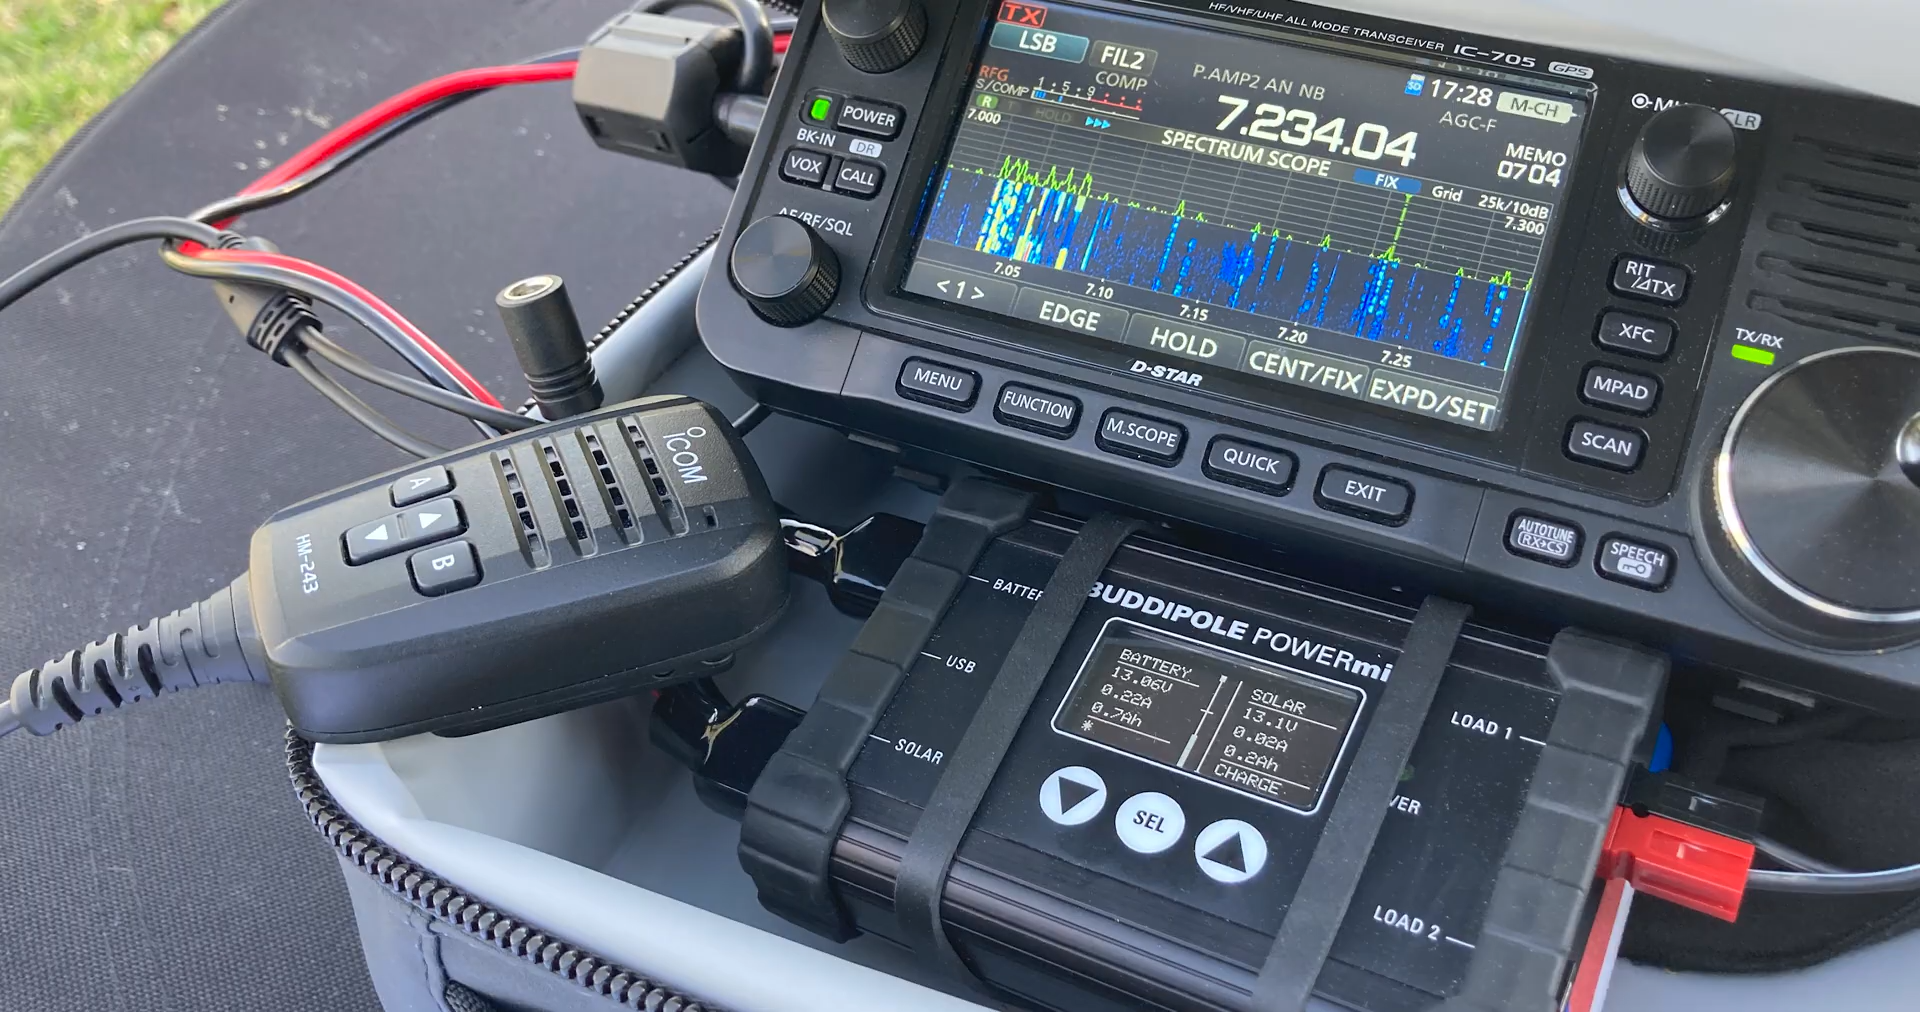 HF/VHF/UHF ALL MODE TRANSCEIVER IC-705 GPS
TX
LSB
FIL2
COMP
P.AMP2 AN NB
17:28 M-CH
AGC-F
RFG
S/COMP
1 · 5 · 9
R
HOLD
7.234.04
7.000
SPECTRUM SCOPE
MEMO
0704
FIX
Grid 25k/10dB
7.300
7.05
7.10
7.15
7.20
7.25
<1>
EDGE
HOLD
CENT/FIX
EXPD/SET
D-STAR
POWER
BK-IN
DR
VOX
CALL
AF/RF/SQL
CLR
RIT
/⊿TX
XFC
MPAD
SCAN
TX/RX
MENU
FUNCTION
M.SCOPE
QUICK
EXIT
AUTOTUNE
RX→CS
SPEECH
ICOM
A
B
HM-243
BUDDIPOLE POWERmi
USB
SOLAR
BATTERY
13.06V
0.22A
0.7Ah
*
SOLAR
13.1V
0.02A
0.2Ah
CHARGE
SEL
LOAD 1
LOAD 2